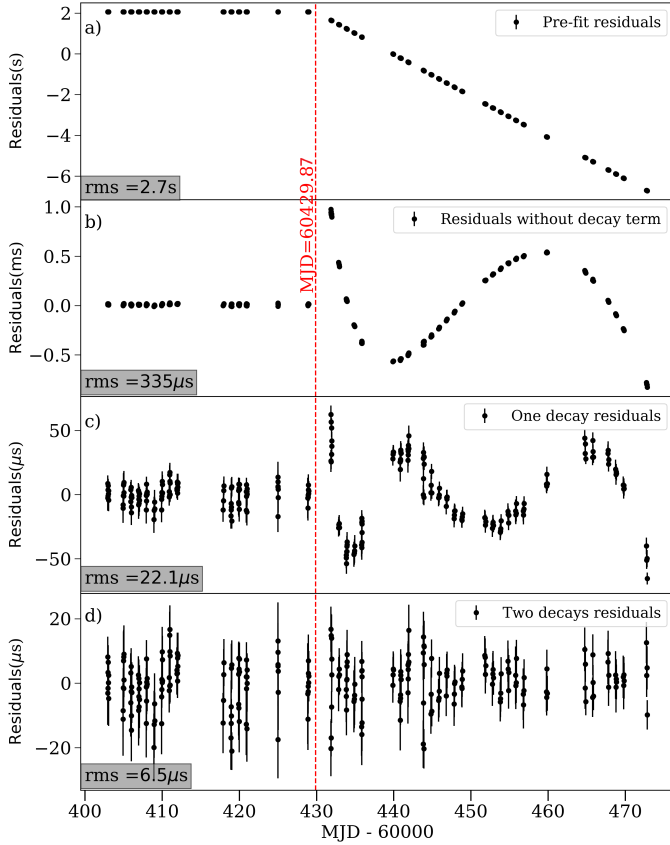 a)
Pre-fit residuals
Residuals(s)
2
0
−2
−4
−6
rms =2.7s
MJD=60429.87
b)
Residuals without decay term
Residuals(ms)
1.0
0.5
0.0
−0.5
rms =335μs
c)
One decay residuals
Residuals(μs)
50
0
−50
rms =22.1μs
d)
Two decays residuals
Residuals(μs)
20
0
−20
rms =6.5μs
400 410 420 430 440 450 460 470
MJD - 60000